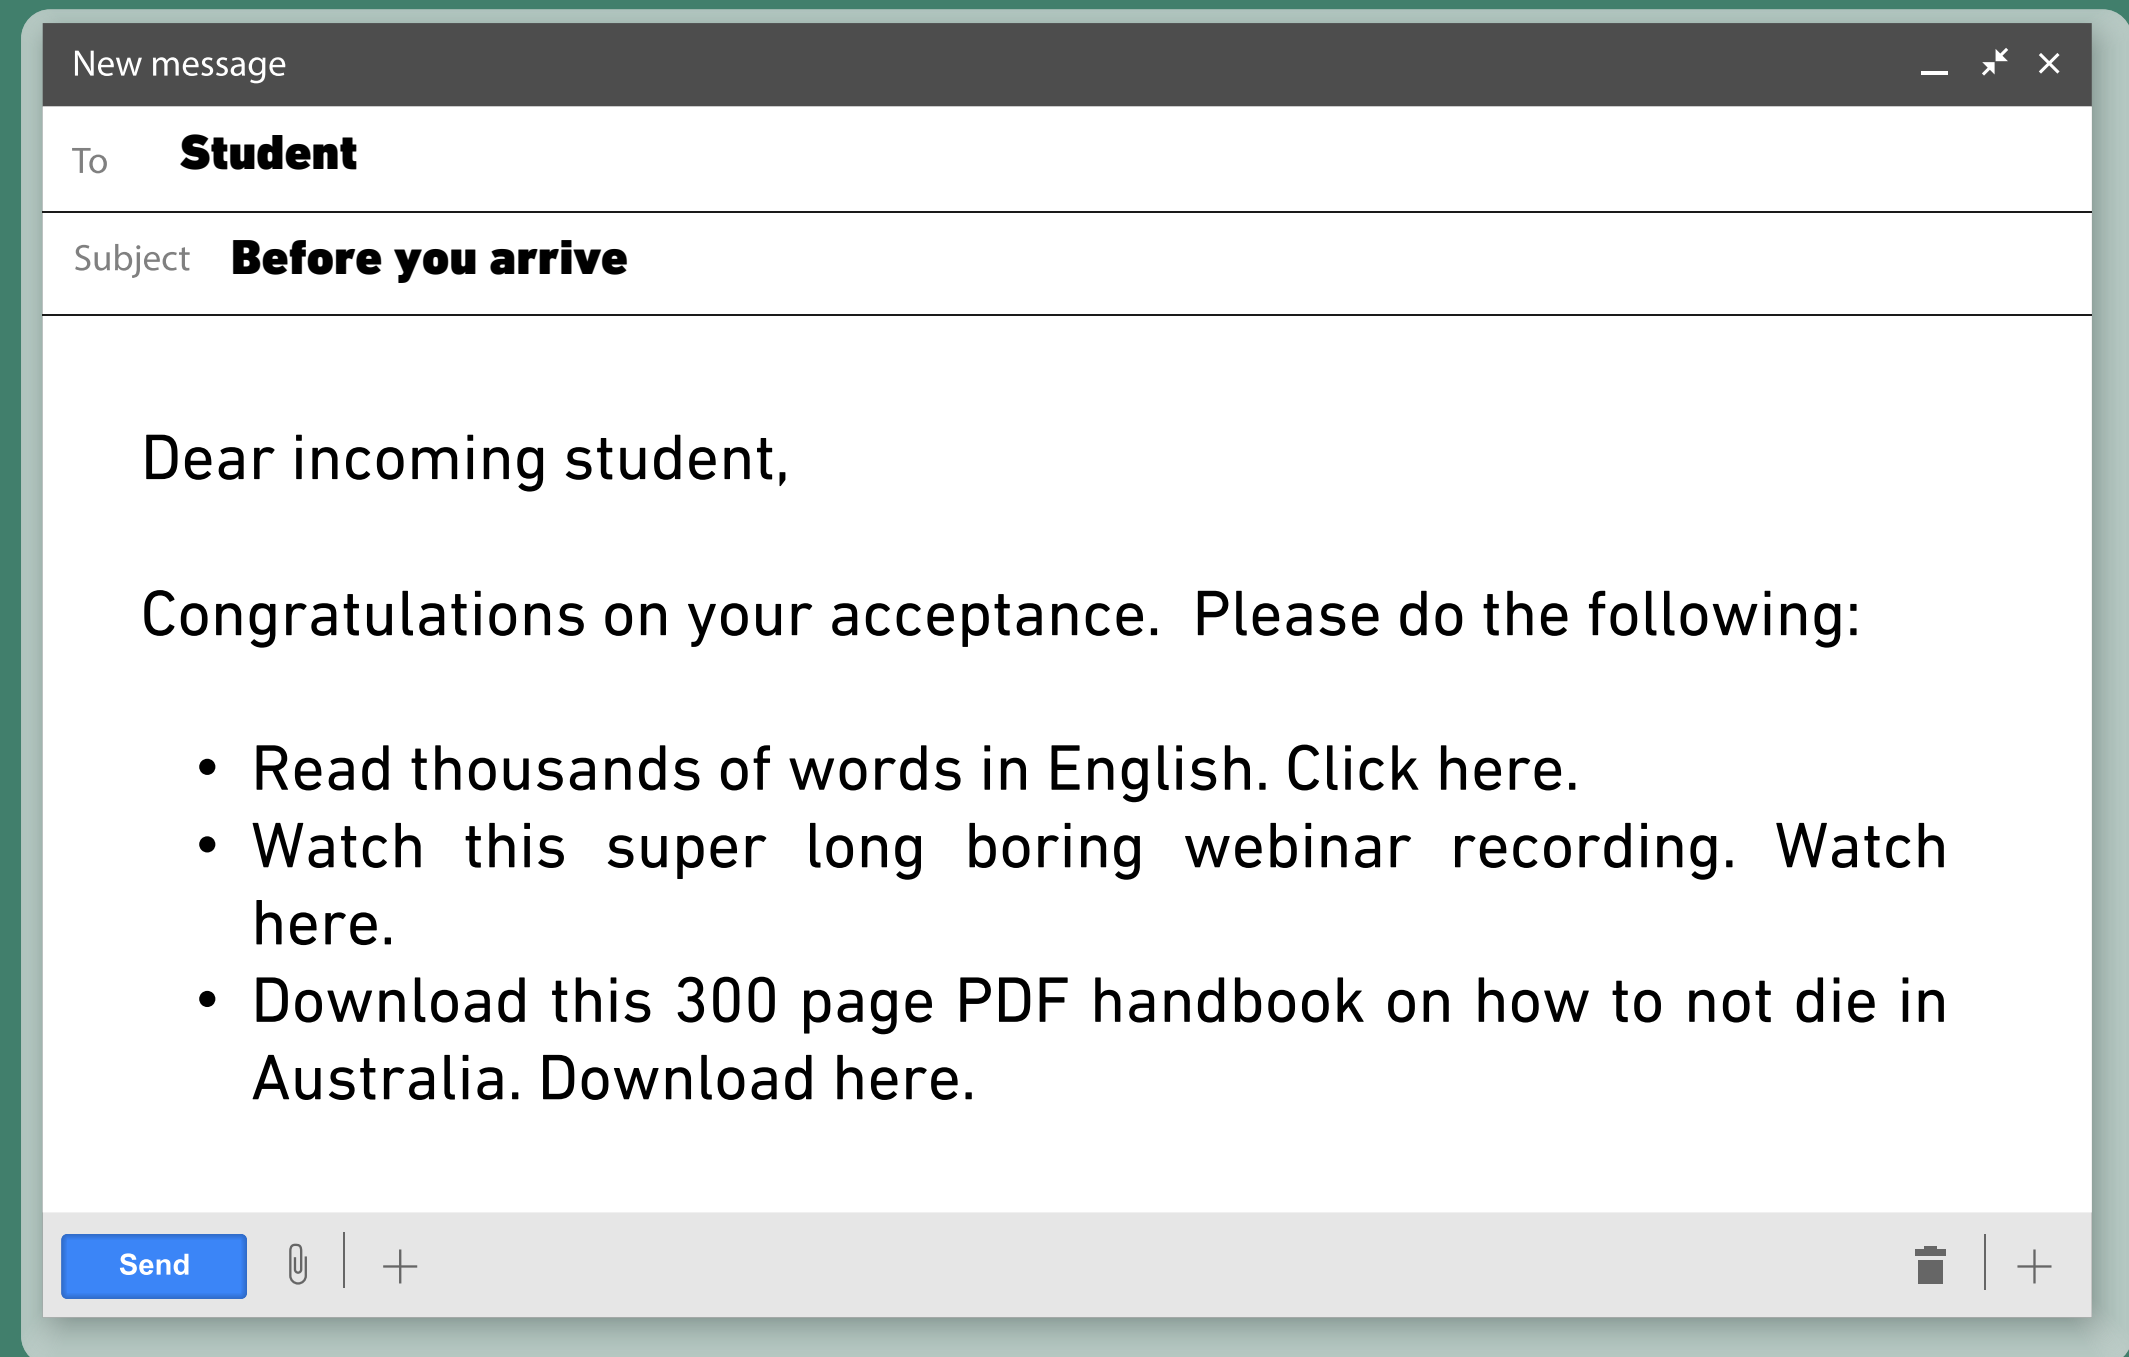 New message
To Student
Subject Before you arrive
Dear incoming student,
Congratulations on your acceptance.  Please do the following:
• Read thousands of words in English. Click here.
• Watch this super long boring webinar recording. Watch
here.
• Download this 300 page PDF handbook on how to not die in
Australia. Download here.
Send